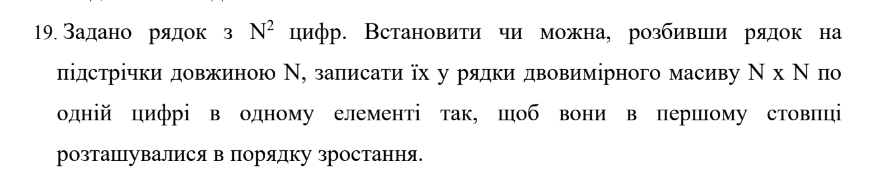 19. Задано рядок з N² цифр. Встановити чи можна, розбивши рядок на
підстрічки довжиною N, записати їх у рядки двовимірного масиву N x N по
одній цифрі в одному елементі так, щоб вони в першому стовпці
розташувалися в порядку зростання.